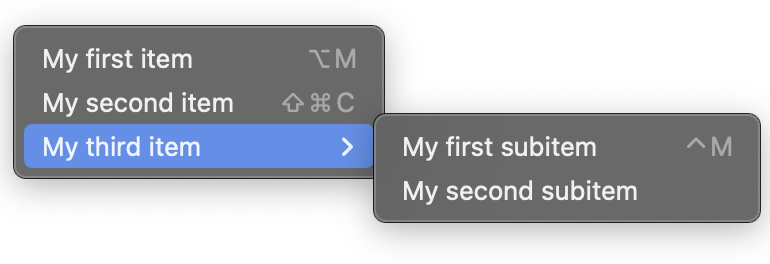 My first item ⌥M
My second item ⇧⌘C
My third item
My first subitem ^M
My second subitem